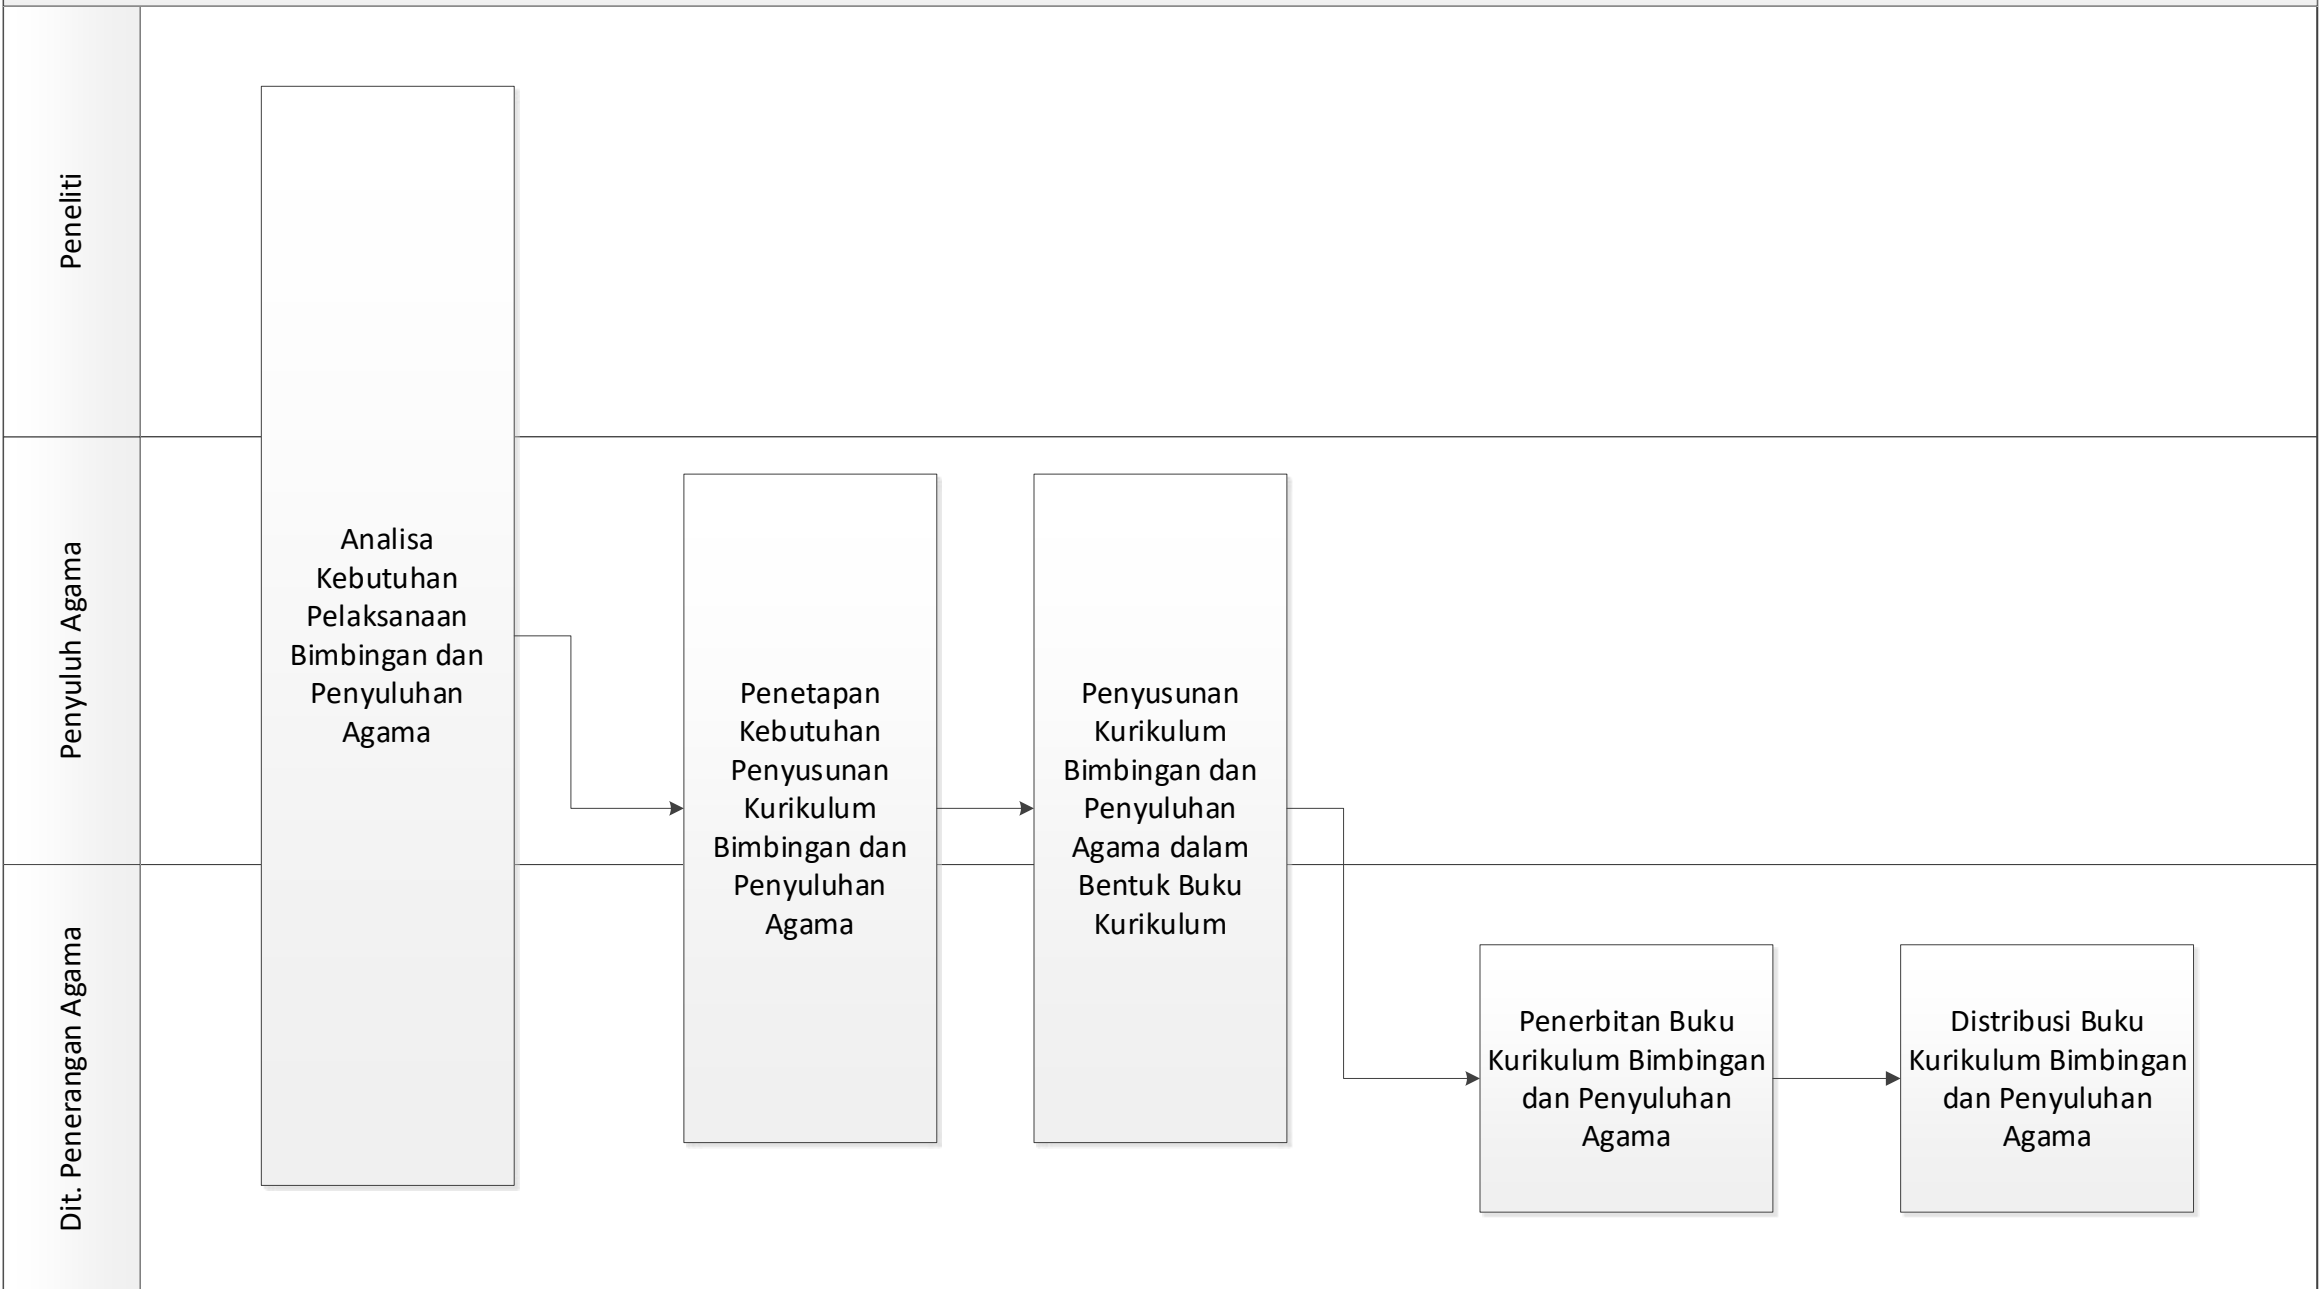 Peneliti
Penyuluh Agama
Dit. Penerangan Agama
Analisa
Kebutuhan
Pelaksanaan
Bimbingan dan
Penyuluhan
Agama
Penetapan
Kebutuhan
Penyusunan
Kurikulum
Bimbingan dan
Penyuluhan
Agama
Penyusunan
Kurikulum
Bimbingan dan
Penyuluhan
Agama dalam
Bentuk Buku
Kurikulum
Penerbitan Buku
Kurikulum Bimbingan
dan Penyuluhan
Agama
Distribusi Buku
Kurikulum Bimbingan
dan Penyuluhan
Agama